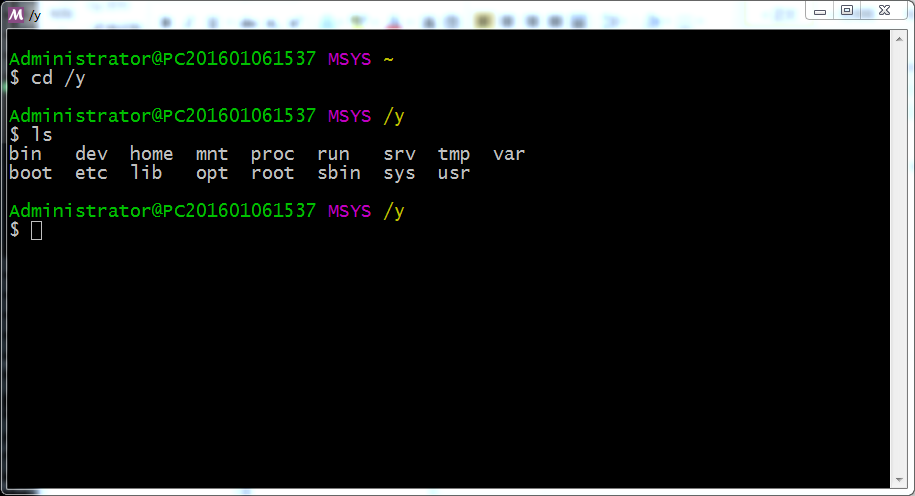 /y
Administrator@PC201601061537 MSYS ~
$ cd /y
Administrator@PC201601061537 MSYS /y
$ ls
bin   dev  home  mnt  proc  run   srv  tmp  var
boot  etc  lib   opt  root  sbin  sys  usr
Administrator@PC201601061537 MSYS /y
$